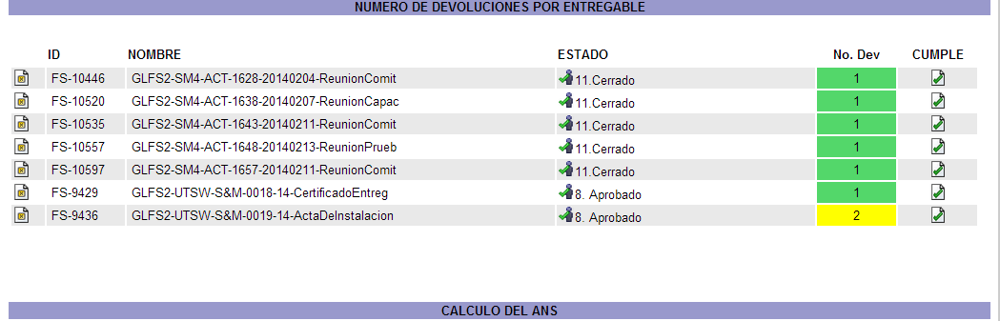 NUMERO DE DEVOLUCIONES POR ENTREGABLE
ID NOMBRE ESTADO No. Dev CUMPLE
FS-10446 GLFS2-SM4-ACT-1628-20140204-ReunionComit 11.Cerrado 1
FS-10520 GLFS2-SM4-ACT-1638-20140207-ReunionCapac 11.Cerrado 1
FS-10535 GLFS2-SM4-ACT-1643-20140211-ReunionComit 11.Cerrado 1
FS-10557 GLFS2-SM4-ACT-1648-20140213-ReunionPrueb 11.Cerrado 1
FS-10597 GLFS2-SM4-ACT-1657-20140211-ReunionComit 11.Cerrado 1
FS-9429 GLFS2-UTSW-S&M-0018-14-CertificadoEntreg 8. Aprobado 1
FS-9436 GLFS2-UTSW-S&M-0019-14-ActaDeInstalacion 8. Aprobado 2
CALCULO DEL ANS